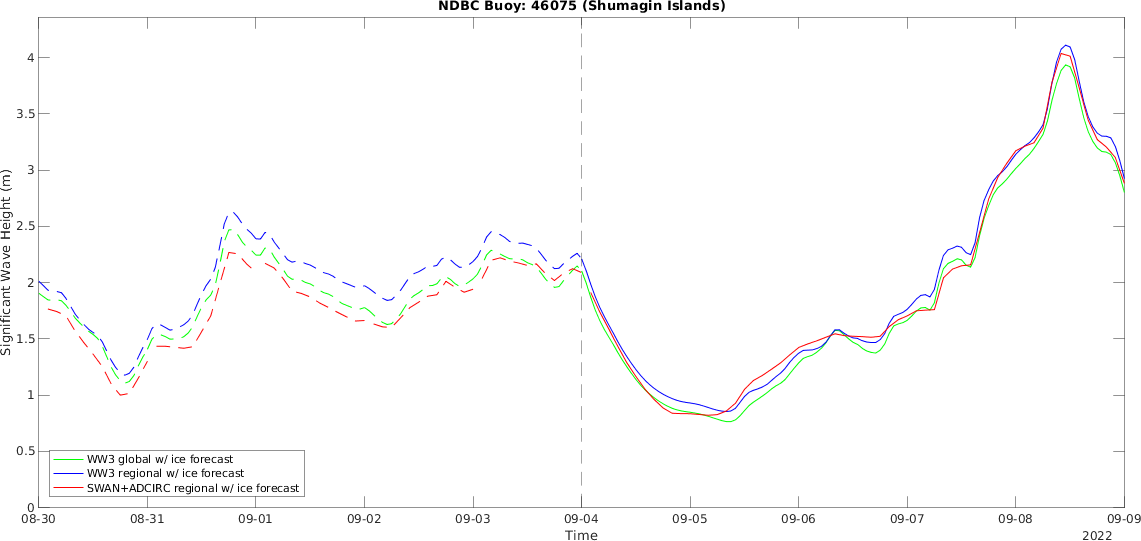 NDBC Buoy: 46075 (Shumagin Islands)
Significant Wave Height (m)
4
3.5
3
2.5
2
1.5
1
0.5
0
WW3 global w/ ice forecast
WW3 regional w/ ice forecast
SWAN+ADCIRC regional w/ ice forecast
08-30 08-31 09-01 09-02 09-03 09-04 09-05 09-06 09-07 09-08 09-09
Time
2022